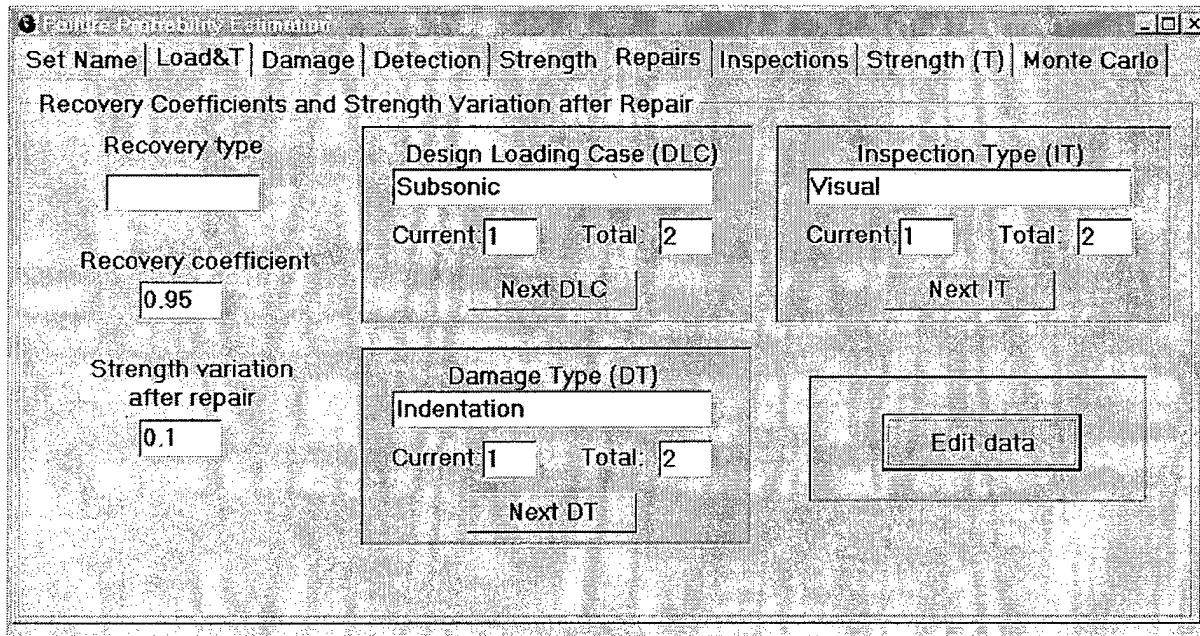 Failure Probability Estimation
Set Name Load&T Damage Detection Strength Repairs Inspections Strength (T) Monte Carlo
Recovery Coefficients and Strength Variation after Repair
Recovery type
Recovery coefficient
0.95
Strength variation
after repair
0.1
Design Loading Case (DLC)
Subsonic
Current: 1 Total: 2
Next DLC
Damage Type (DT)
Indentation
Current: 1 Total: 2
Next DT
Inspection Type (IT)
Visual
Current: 1 Total: 2
Next IT
Edit data